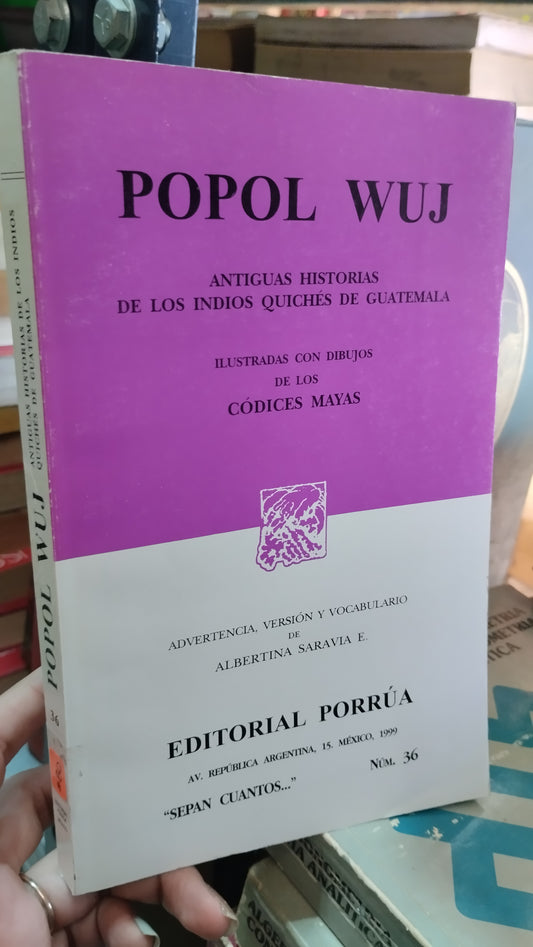 POPOL WUJ
ANTIGUAS HISTORIAS
DE LOS INDIOS QUICHÉS DE GUATEMALA
ILUSTRADAS CON DIBUJOS
DE LOS
CÓDICES MAYAS
ADVERTENCIA, VERSIÓN Y VOCABULARIO
DE
ALBERTINA SARAVIA E.
EDITORIAL PORRÚA
AV. REPÚBLICA ARGENTINA, 15. MÉXICO, 1999
"SEPAN CUANTOS..." NÚM. 36
POPOL WUJ
ANTIGUAS HISTORIAS DE LOS INDIOS
QUICHÉS DE GUATEMALA
36